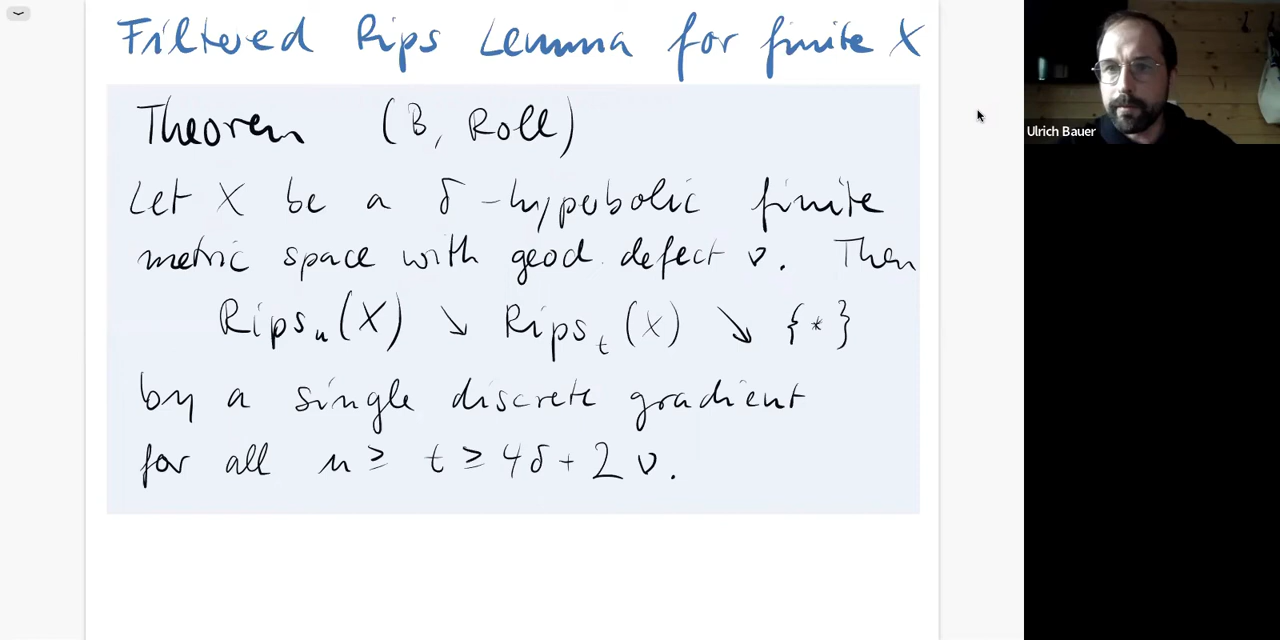 Filtered Rips Lemma for finite X
Theorem (B, Roll)
Let X be a δ-hyperbolic finite
metric space with geod. defect ν. Then
Rips_u(X) ↘ Rips_t(X) ↘ {*}
by a single discrete gradient
for all u ≥ t ≥ 4δ + 2ν.
Ulrich Bauer